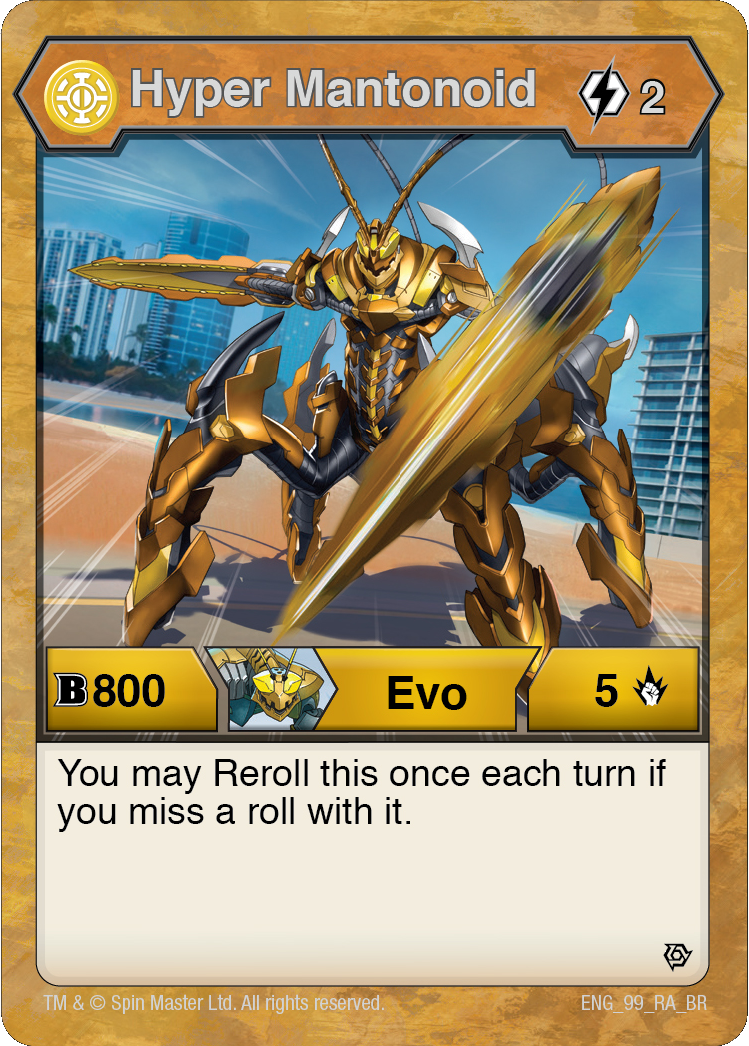 Hyper Mantonoid 2
B 800 Evo 5
You may Reroll this once each turn if
you miss a roll with it.
TM & © Spin Master Ltd. All rights reserved. ENG_99_RA_BR